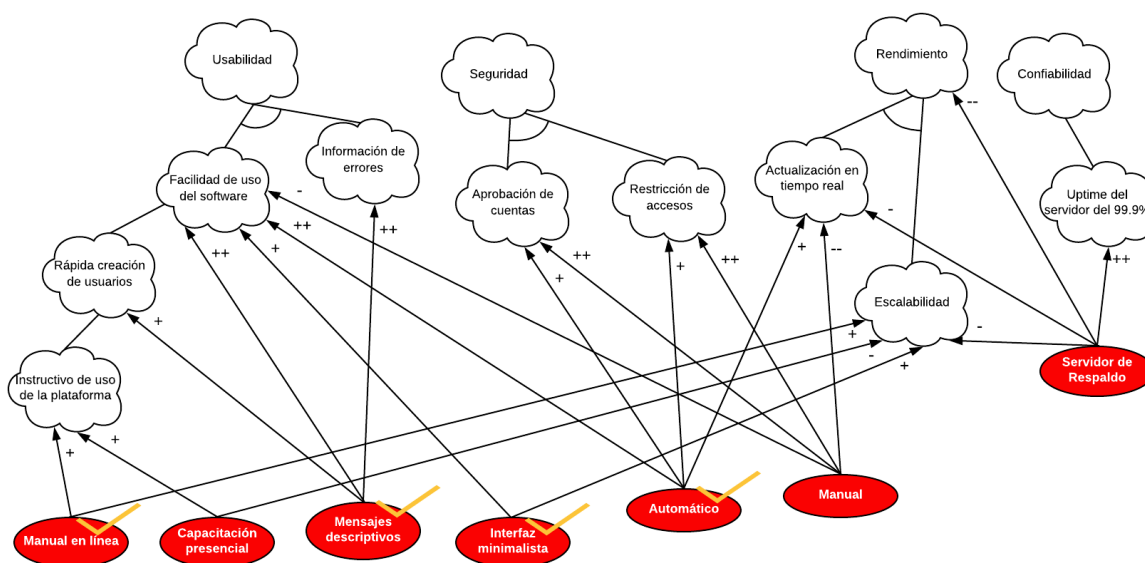 Usabilidad
Seguridad
Rendimiento
Confiabilidad
--
Información de
errores
Facilidad de uso
del software
Aprobación de
cuentas
Restricción de
accesos
Actualización en
tiempo real
Uptime del
servidor del 99.9%
-
++
+
++
++
-
++
+
+
++
+
--
++
Rápida creación
de usuarios
Escalabilidad
+
+
-
-
+
Instructivo de uso
de la plataforma
Servidor de
Respaldo
+
+
Manual en línea
Capacitación
presencial
Mensajes
descriptivos
Interfaz
minimalista
Automático
Manual